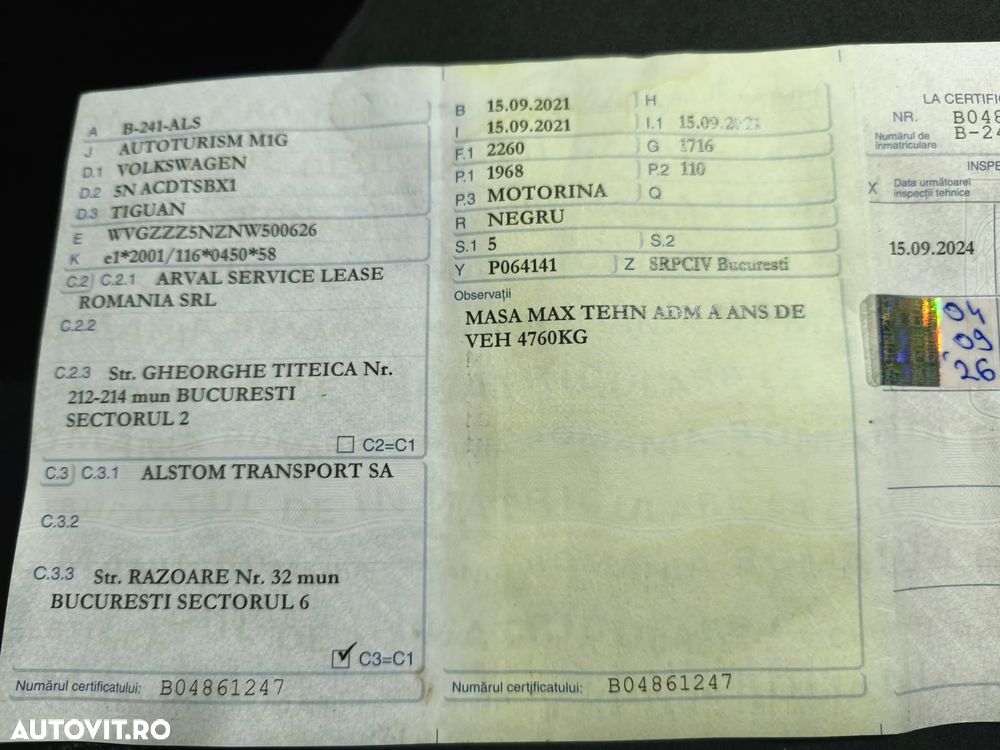 A B-241-ALS
J AUTOTURISM M1G
D.1 VOLKSWAGEN
D.2 5N ACDTSBX1
D.3 TIGUAN
E WVGZZZ5NZNW500626
K e1*2001/116*0450*58
C.2 C.2.1 ARVAL SERVICE LEASE
ROMANIA SRL
C.2.2
C.2.3 Str. GHEORGHE TITEICA Nr.
212-214 mun BUCURESTI
SECTORUL 2
C2=C1
C.3 C.3.1 ALSTOM TRANSPORT SA
C.3.2
C.3.3 Str. RAZOARE Nr. 32 mun
BUCURESTI SECTORUL 6
C3=C1
Numărul certificatului: B04861247
B 15.09.2021 H
I 15.09.2021 I.1 15.09.2021
F.1 2260 G 1716
P.1 1968 P.2 110
P.3 MOTORINA Q
R NEGRU
S.1 5 S.2
Y P064141 Z SRPCIV Bucuresti
Observații
MASA MAX TEHN ADM A ANS DE
VEH 4760KG
Numărul certificatului: B04861247
LA CERTIFIC
NR. B048
Numărul de
înmatriculare B-24
INSPE
X Data următoarei
inspecții tehnice
15.09.2024
04
09
26
AUTOVIT.RO